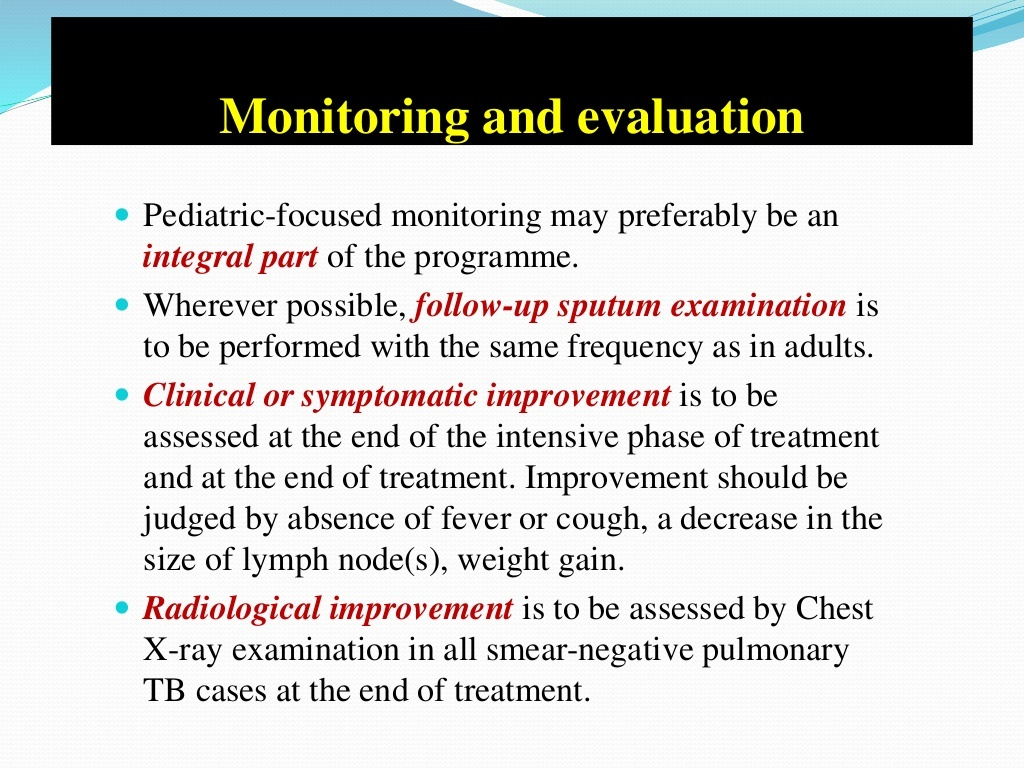 Monitoring and evaluation
Pediatric-focused monitoring may preferably be an
integral part of the programme.
Wherever possible, follow-up sputum examination is
to be performed with the same frequency as in adults.
Clinical or symptomatic improvement is to be
assessed at the end of the intensive phase of treatment
and at the end of treatment. Improvement should be
judged by absence of fever or cough, a decrease in the
size of lymph node(s), weight gain.
Radiological improvement is to be assessed by Chest
X-ray examination in all smear-negative pulmonary
TB cases at the end of treatment.